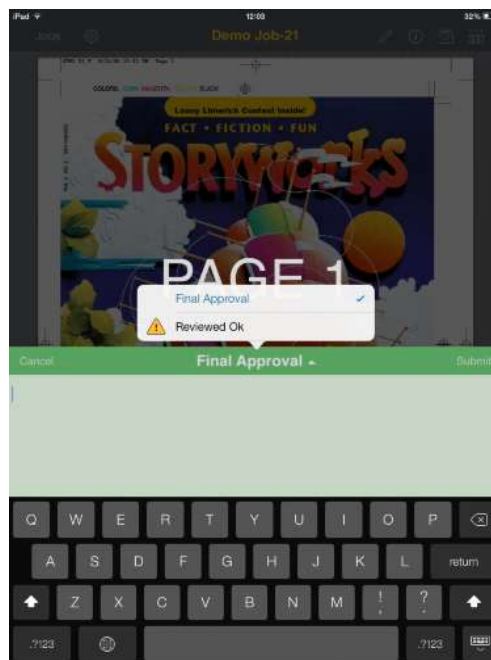 iPad 12:03 32%
Jobs Demo Job-21
COLORS: CYAN MAGENTA YELLOW BLACK
Loony Limerick Contest Inside!
FACT • FICTION • FUN
STORYWORKS
PAGE 1
Final Approval
Reviewed Ok
Cancel Final Approval Submit
Q W E R T Y U I O P
A S D F G H J K L return
Z X C V B N M ! , ? .
.?123 .?123